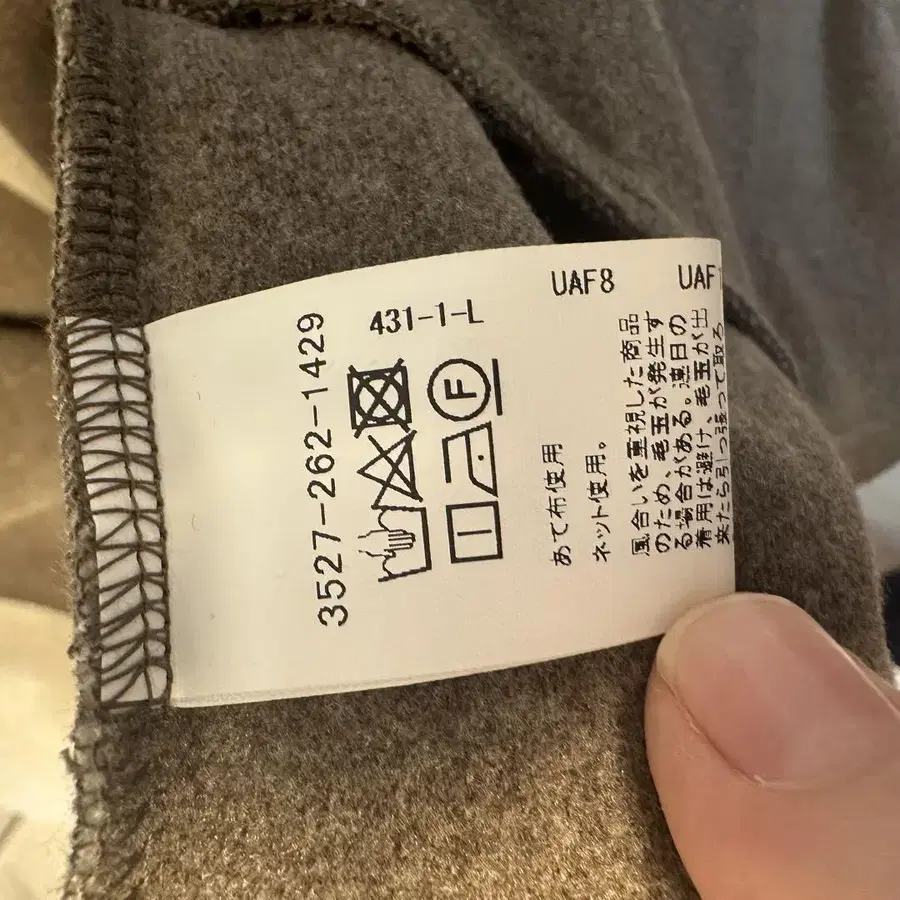 3527-262-1429
431-1-L
F
あて布使用
ネット使用。
風合いを重視した商品
のため、毛玉が発生す
る場合がある。連日の
着用は避け、毛玉が出
来たら引っ張って取ろ
UAF8
UAF